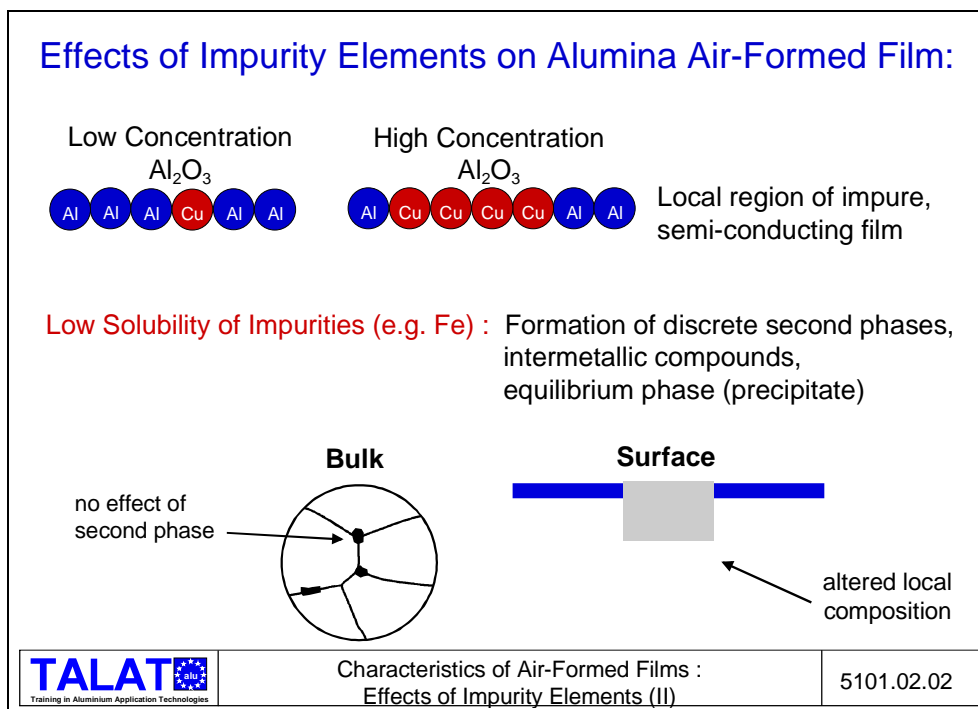 Effects of Impurity Elements on Alumina Air-Formed Film:
Low Concentration
Al₂O₃
Al Al Al Cu Al Al
High Concentration
Al₂O₃
Al Cu Cu Cu Cu Al Al
Local region of impure,
semi-conducting film
Low Solubility of Impurities (e.g. Fe) : Formation of discrete second phases,
intermetallic compounds,
equilibrium phase (precipitate)
Bulk
no effect of
second phase
Surface
altered local
composition
TALAT
alu
Training in Aluminium Application Technologies
Characteristics of Air-Formed Films :
Effects of Impurity Elements (II)
5101.02.02